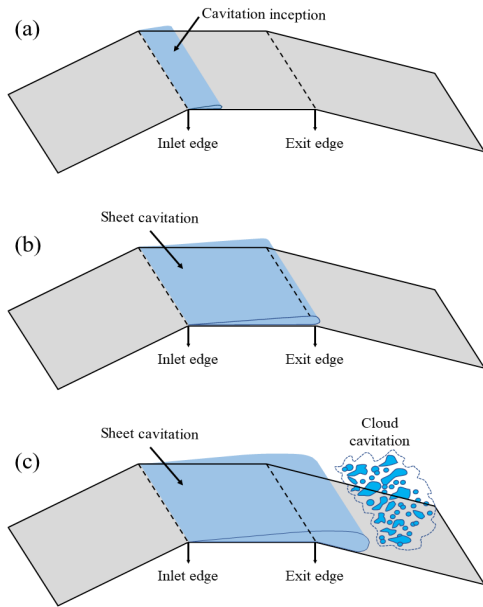 (a)
Cavitation inception
Inlet edge
Exit edge
(b)
Sheet cavitation
Inlet edge
Exit edge
(c)
Sheet cavitation
Cloud
cavitation
Inlet edge
Exit edge